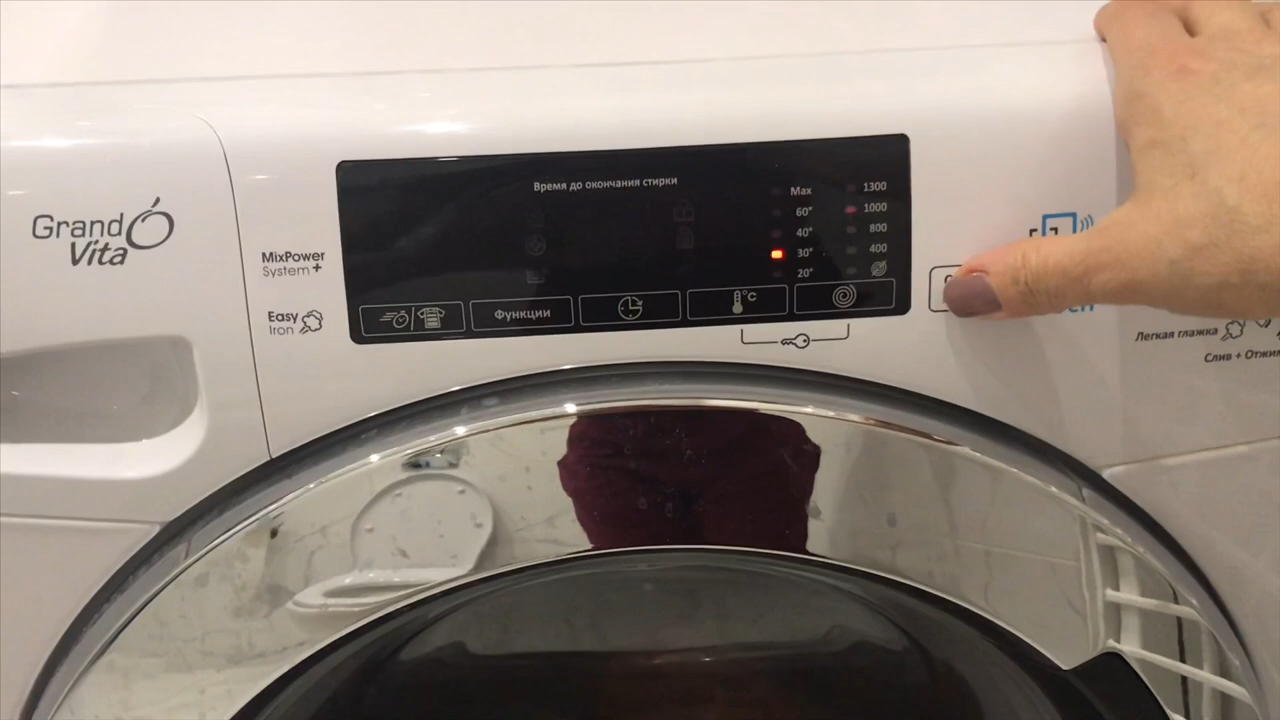 Grand
Vita
MixPower
System+
Easy
Iron
Время до окончания стирки
Max
60°
40°
30°
20°
1300
1000
800
400
Функции
°C
Легкая глажка
Слив + Отжим